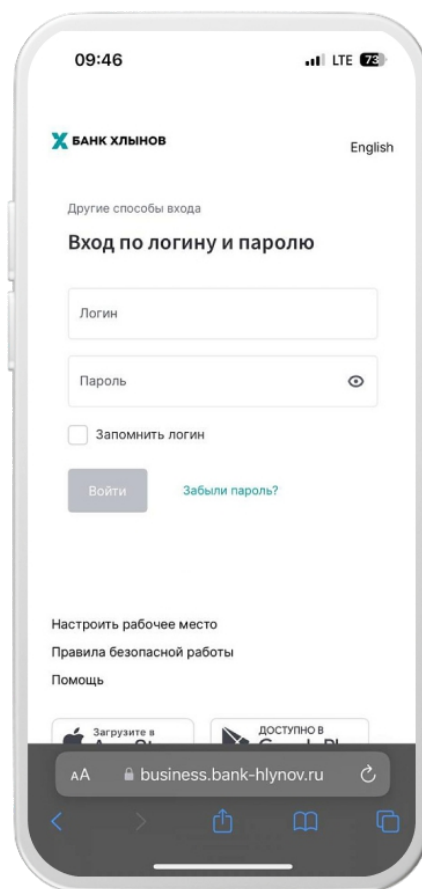 09:46
LTE 73
БАНК ХЛЫНОВ
English
Другие способы входа
Вход по логину и паролю
Логин
Пароль
Запомнить логин
Войти
Забыли пароль?
Настроить рабочее место
Правила безопасной работы
Помощь
Загрузите в
ДОСТУПНО В
AA business.bank-hlynov.ru